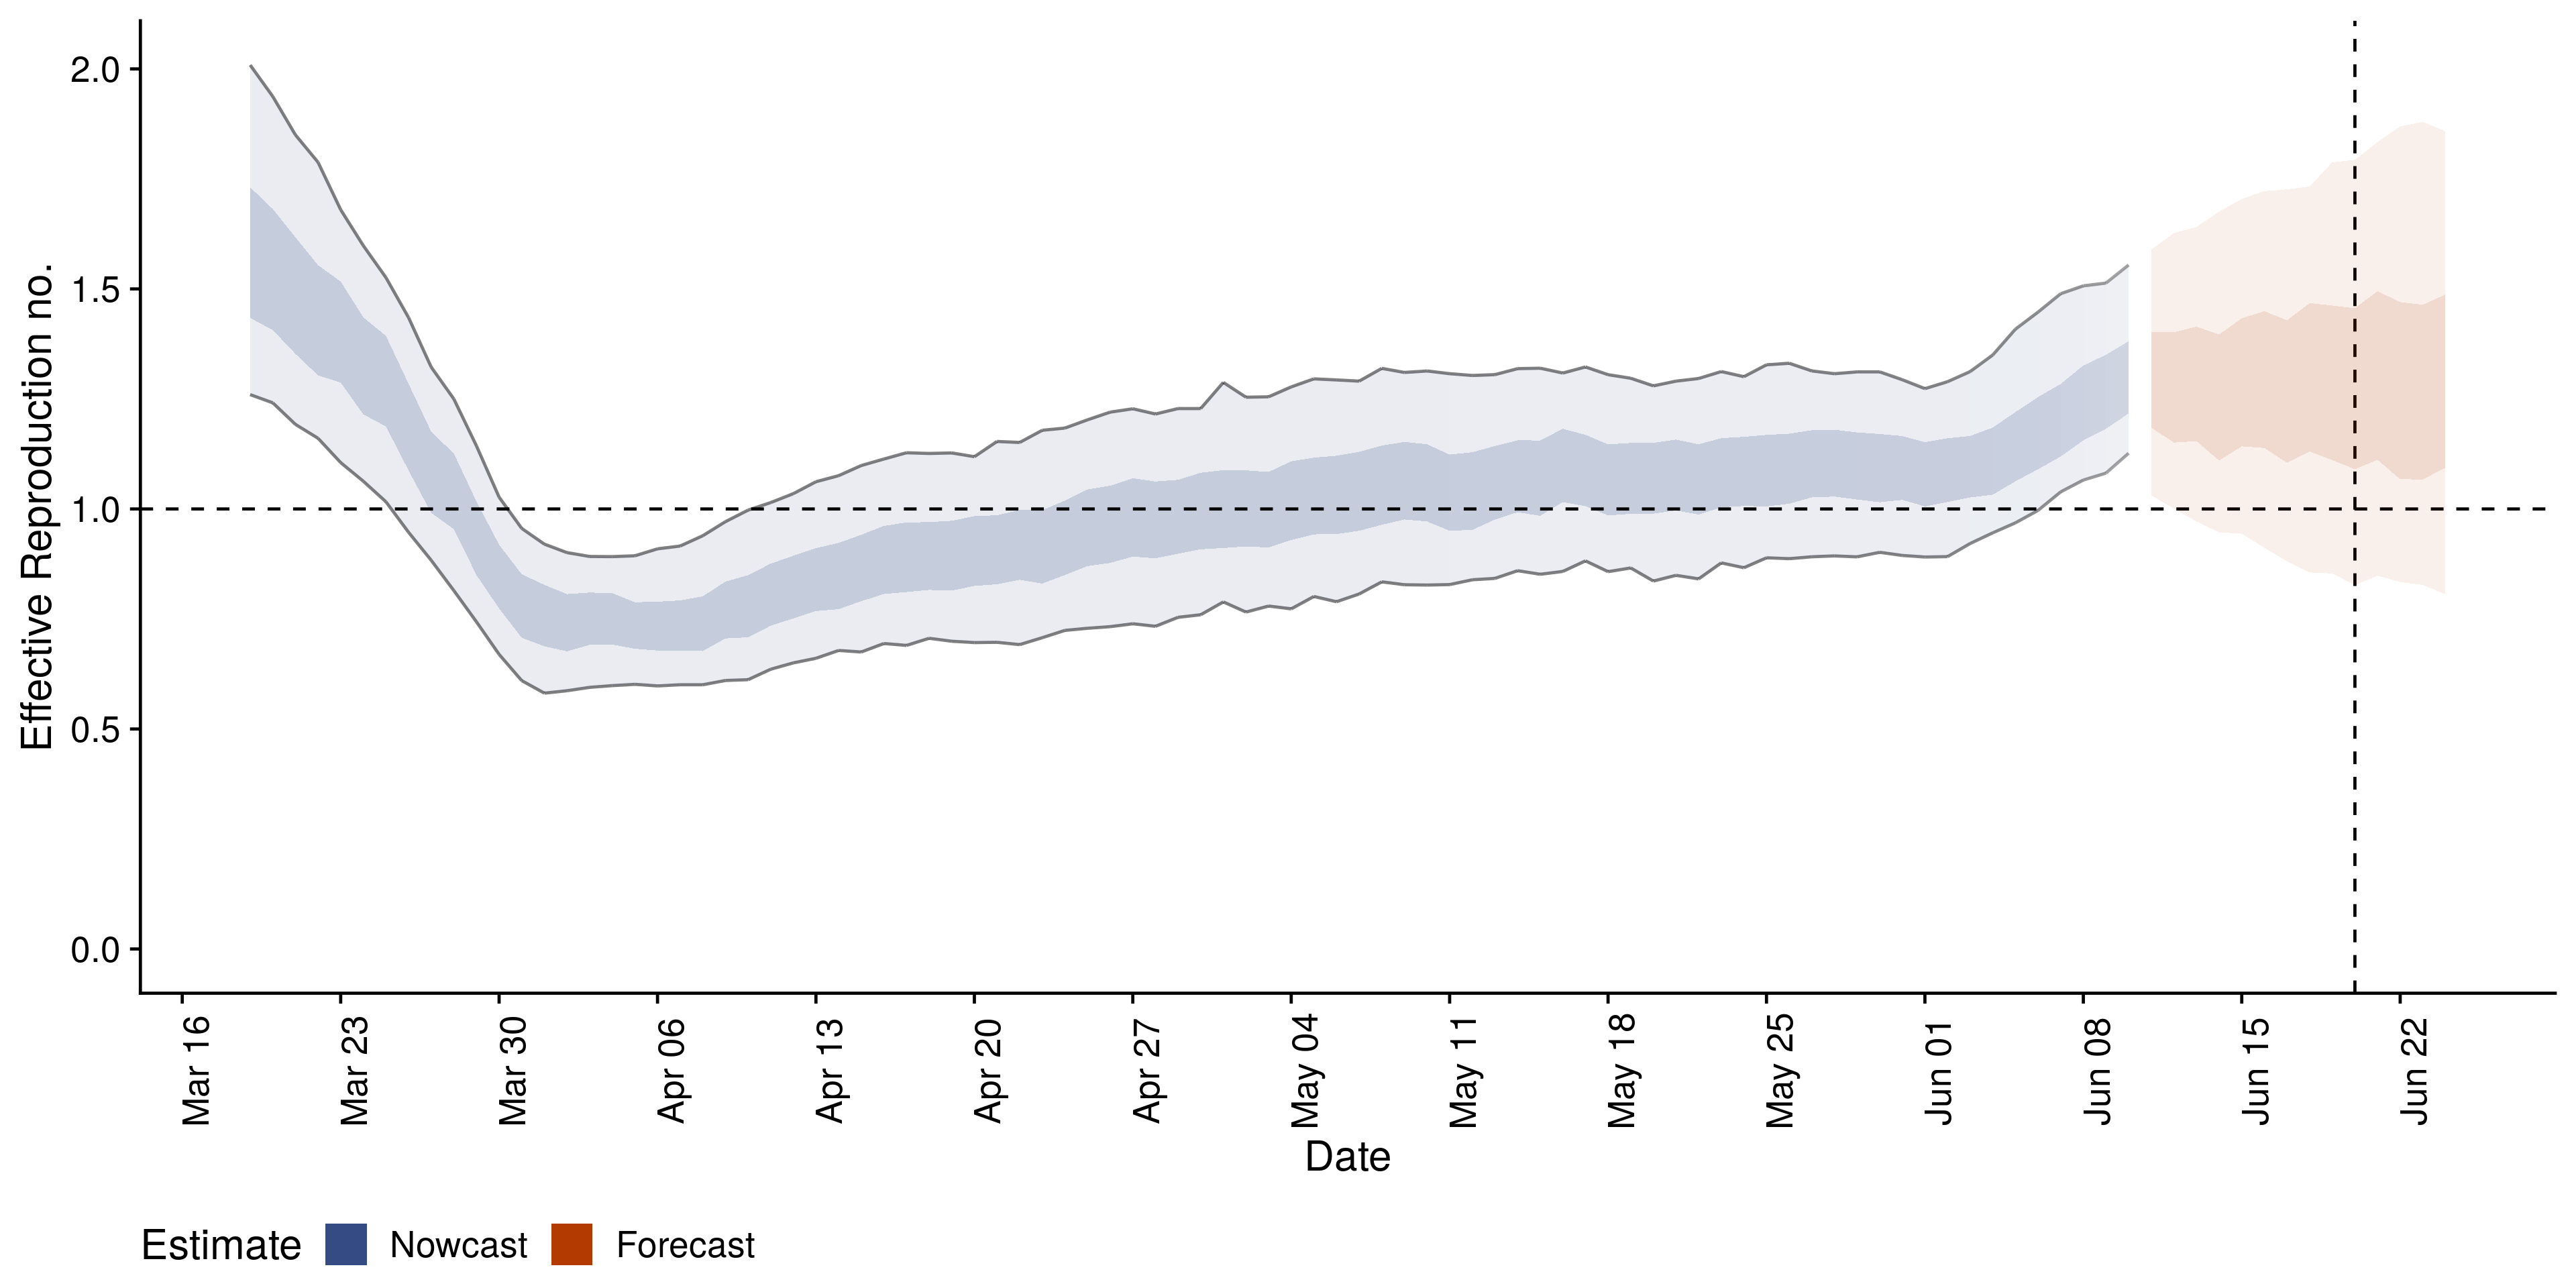 Effective Reproduction no.
2.0
1.5
1.0
0.5
0.0
Mar 16
Mar 23
Mar 30
Apr 06
Apr 13
Apr 20
Apr 27
May 04
May 11
May 18
May 25
Jun 01
Jun 08
Jun 15
Jun 22
Date
Estimate Nowcast Forecast